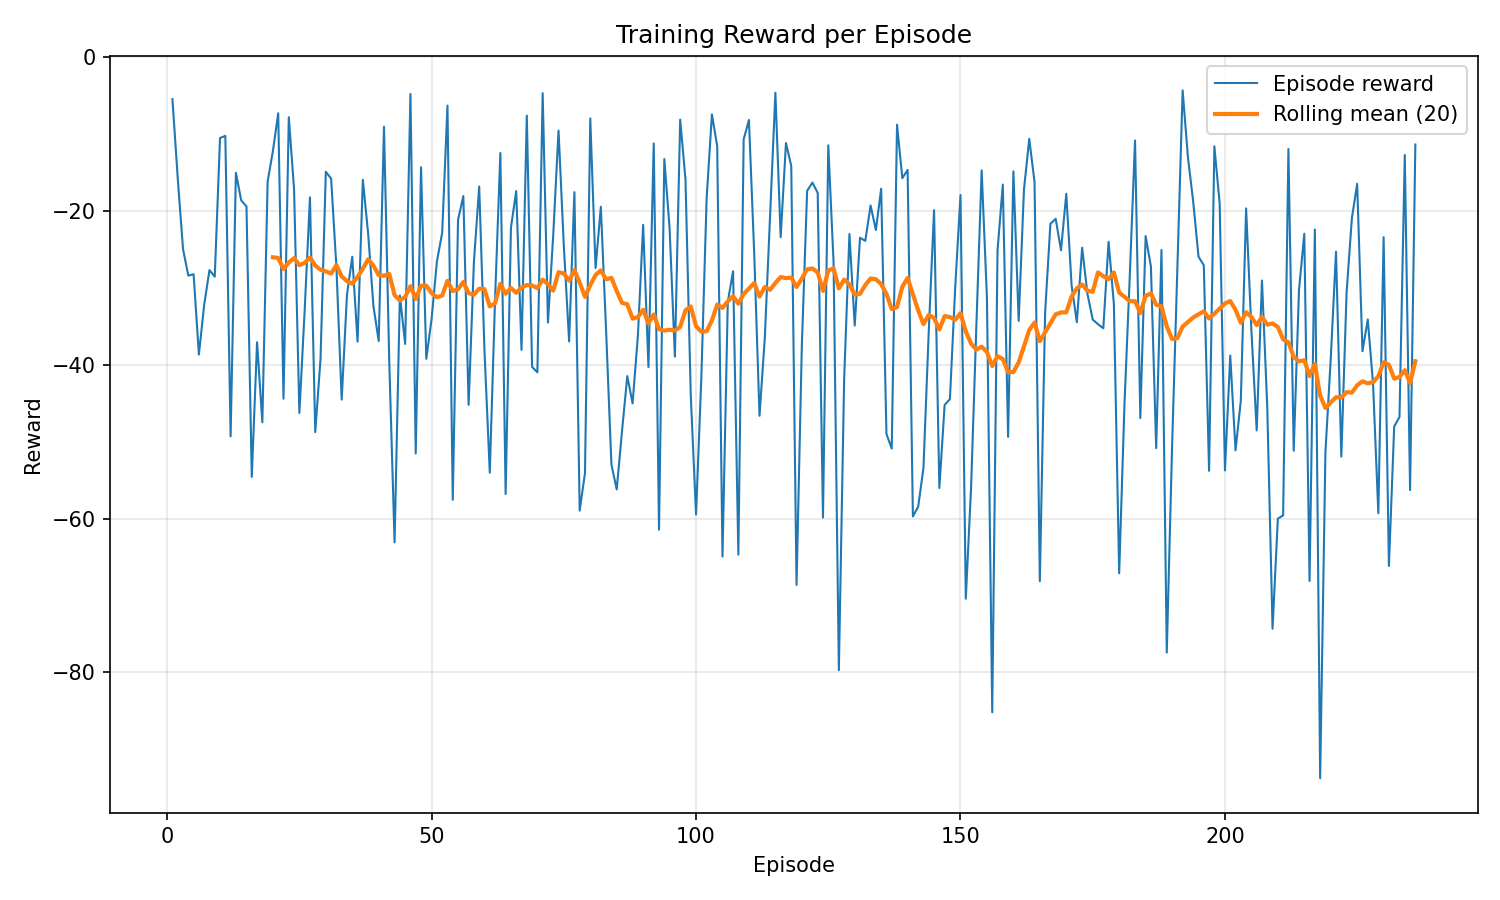 Training Reward per Episode
Episode reward
Rolling mean (20)
0
−20
−40
−60
−80
Reward
0
50
100
150
200
Episode